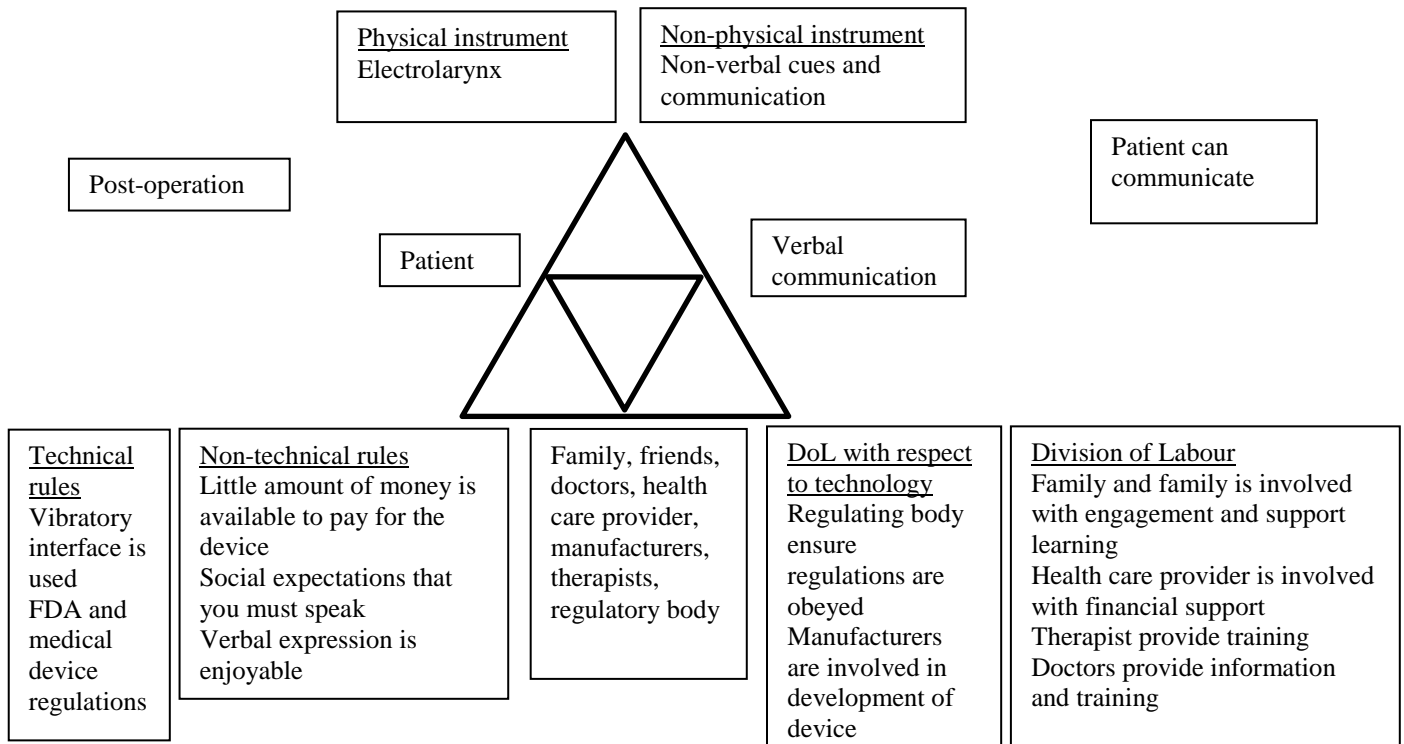 Physical instrument
Electrolarynx
Non-physical instrument
Non-verbal cues and
communication
Post-operation
Patient can
communicate
Patient
Verbal
communication
Technical
rules
Vibratory
interface is
used
FDA and
medical
device
regulations
Non-technical rules
Little amount of money is
available to pay for the
device
Social expectations that
you must speak
Verbal expression is
enjoyable
Family, friends,
doctors, health
care provider,
manufacturers,
therapists,
regulatory body
DoL with respect
to technology
Regulating body
ensure
regulations are
obeyed
Manufacturers
are involved in
development of
device
Division of Labour
Family and family is involved
with engagement and support
learning
Health care provider is involved
with financial support
Therapist provide training
Doctors provide information
and training